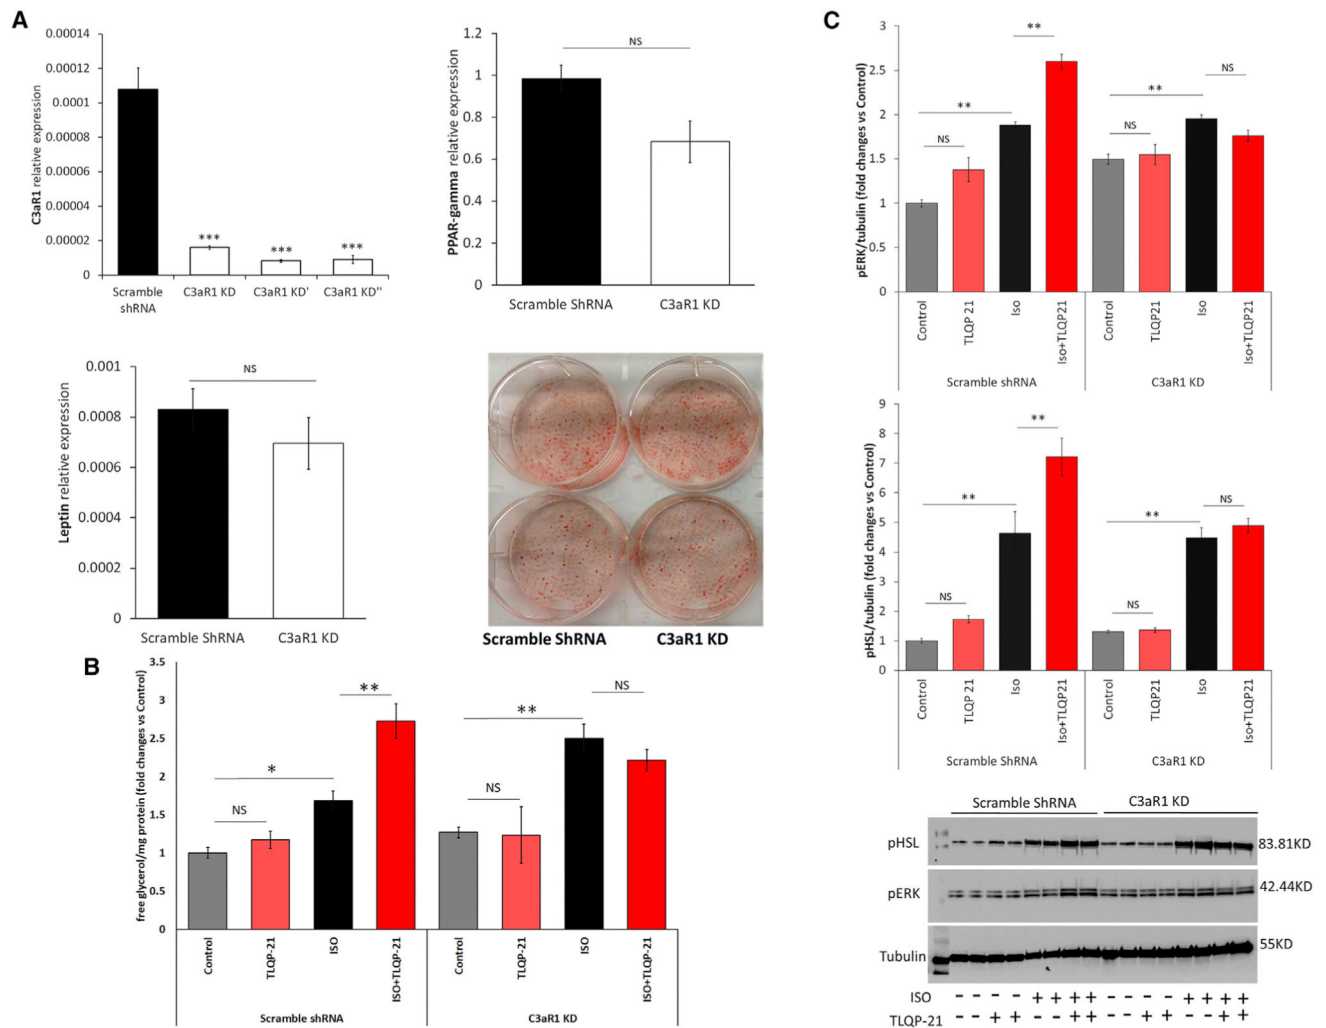 A
C3aR1 relative expression
0.00014
0.00012
0.0001
0.00008
0.00006
0.00004
0.00002
0
***
***
***
Scramble shRNA
C3aR1 KD
C3aR1 KD'
C3aR1 KD''
PPAR-gamma relative expression
1.2
1
0.8
0.6
0.4
0.2
0
NS
Scramble ShRNA
C3aR1 KD
Leptin relative expression
0.001
0.0008
0.0006
0.0004
0.0002
0
NS
Scramble ShRNA
C3aR1 KD
Scramble ShRNA
C3aR1 KD
B
free glycerol/mg protein (fold changes vs Control)
3.5
3
2.5
2
1.5
1
0.5
0
NS
*
**
NS
**
NS
Control
TLQP-21
ISO
ISO+TLQP-21
Control
TLQP-21
ISO
ISO+TLQP-21
Scramble shRNA
C3aR1 KD
C
pERK/tubulin (fold changes vs Control)
3
2.5
2
1.5
1
0.5
0
NS
**
**
NS
**
NS
Control
TLQP 21
Iso
Iso+TLQP21
Control
TLQP21
Iso
Iso+TLQP21
Scramble shRNA
C3aR1 KD
pHSL/tubulin (fold changes vs Control)
9
8
7
6
5
4
3
2
1
0
NS
**
**
NS
**
NS
Control
TLQP 21
Iso
Iso+TLQP21
Control
TLQP21
Iso
Iso+TLQP21
Scramble shRNA
C3aR1 KD
Scramble ShRNA
C3aR1 KD
pHSL
83.81KD
pERK
42.44KD
Tubulin
55KD
ISO - - - - + + + + - - - - + + + +
TLQP-21 - - + + - - + + - - + + - - + +